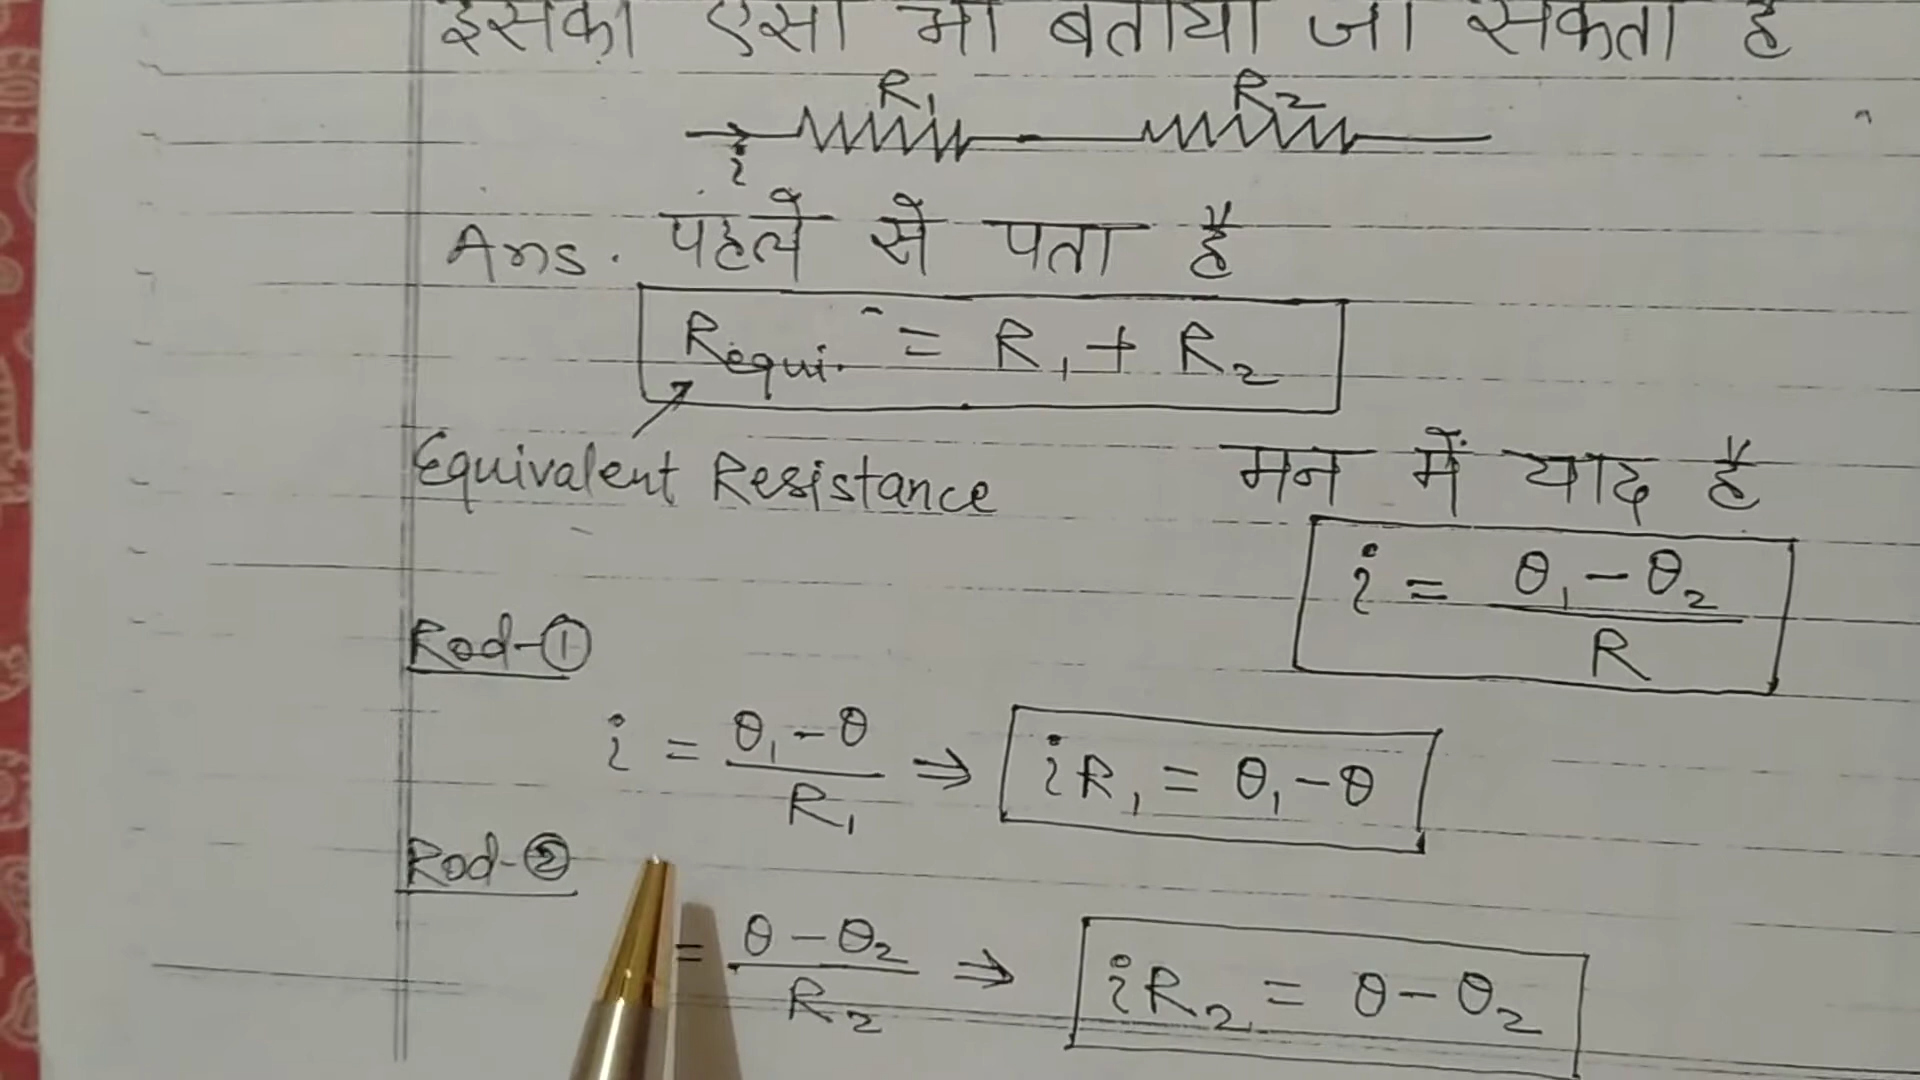 इसको ऐसा भी बताया जा सकता है
R₁ R₂
i
Ans. पहले से पता है
Requi. = R₁ + R₂
Equivalent Resistance
मन में याद है
i = θ₁ - θ₂ / R
Rod-①
i = θ₁ - θ / R₁ ⇒ iR₁ = θ₁ - θ
Rod-②
= θ - θ₂ / R₂ ⇒ iR₂ = θ - θ₂